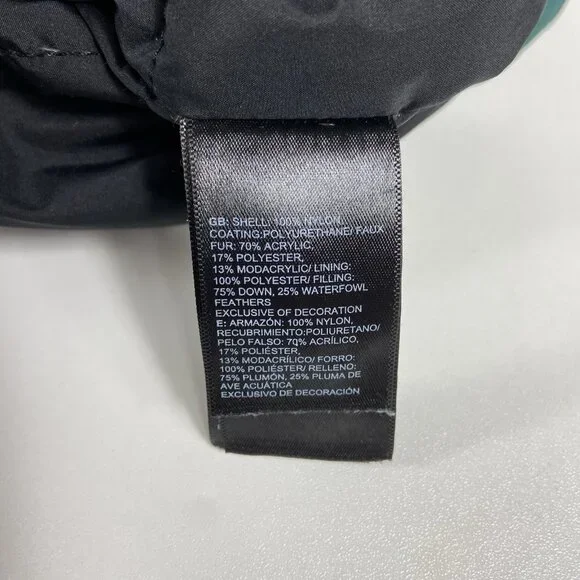 GB: SHELL: 100% NYLON,
COATING:POLYURETHANE/ FAUX
FUR: 70% ACRYLIC,
17% POLYESTER,
13% MODACRYLIC/ LINING:
100% POLYESTER/ FILLING:
75% DOWN, 25% WATERFOWL
FEATHERS
EXCLUSIVE OF DECORATION
E: ARMAZÓN: 100% NYLON,
RECUBRIMIENTO:POLIURETANO/
PELO FALSO: 70% ACRÍLICO,
17% POLIÉSTER,
13% MODACRÍLICO/ FORRO:
100% POLIÉSTER/ RELLENO:
75% PLUMÓN, 25% PLUMA DE
AVE ACUÁTICA
EXCLUSIVO DE DECORACIÓN